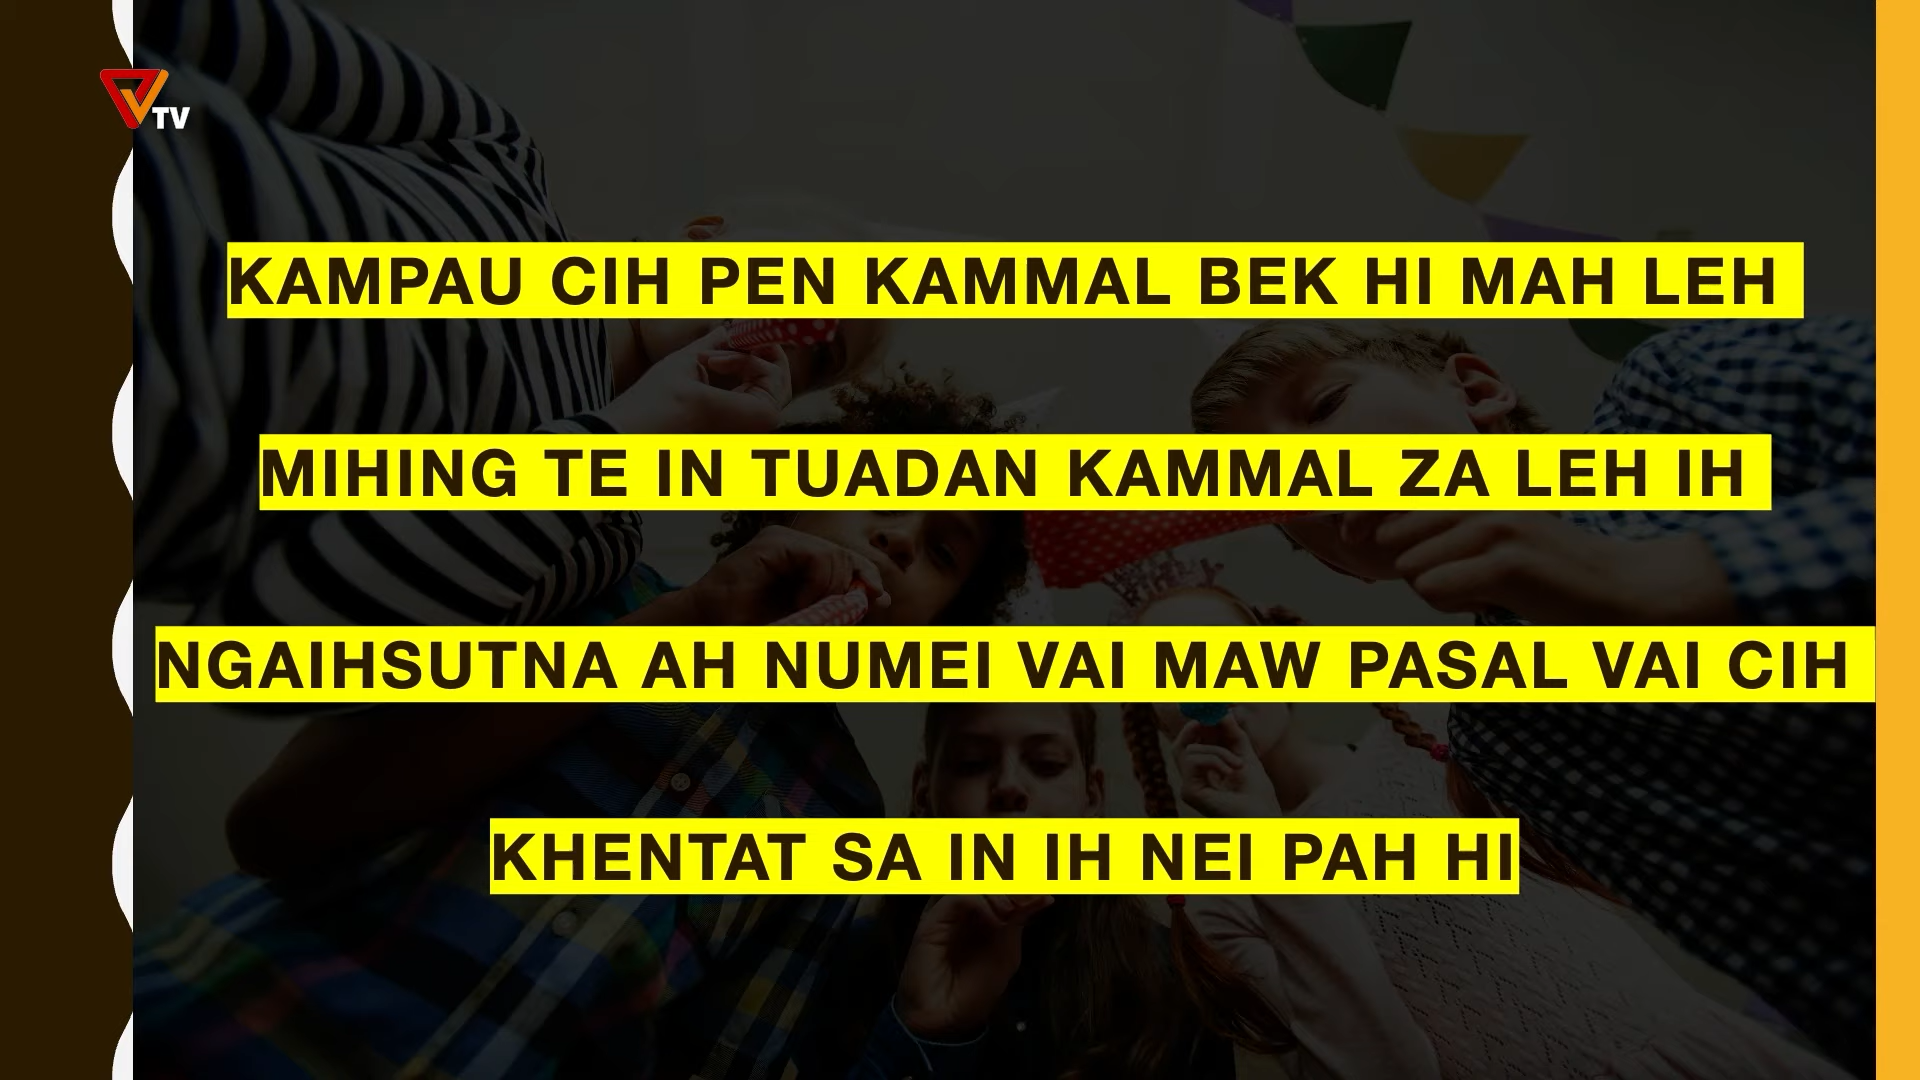 TV
KAMPAU CIH PEN KAMMAL BEK HI MAH LEH
MIHING TE IN TUADAN KAMMAL ZA LEH IH
NGAIHSUTNA AH NUMEI VAI MAW PASAL VAI CIH
KHENTAT SA IN IH NEI PAH HI